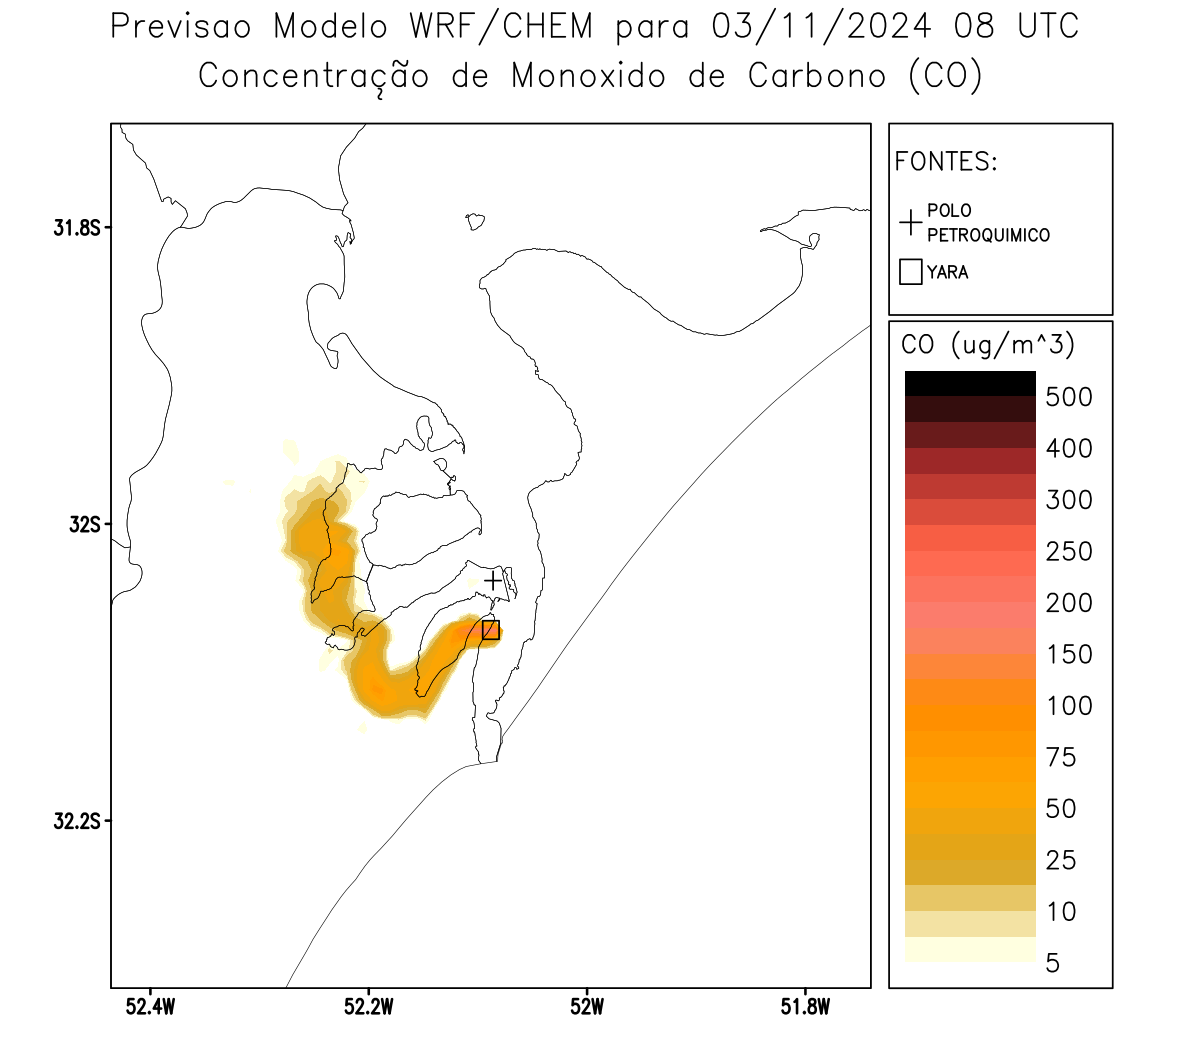 Previsao Modelo WRF/CHEM para 03/11/2024 08 UTC
Concentração de Monoxido de Carbono (CO)
FONTES:
POLO
PETROQUIMICO
YARA
CO (ug/m^3)
500
400
300
250
200
150
100
75
50
25
10
5
31.8S
32S
32.2S
52.4W
52.2W
52W
51.8W